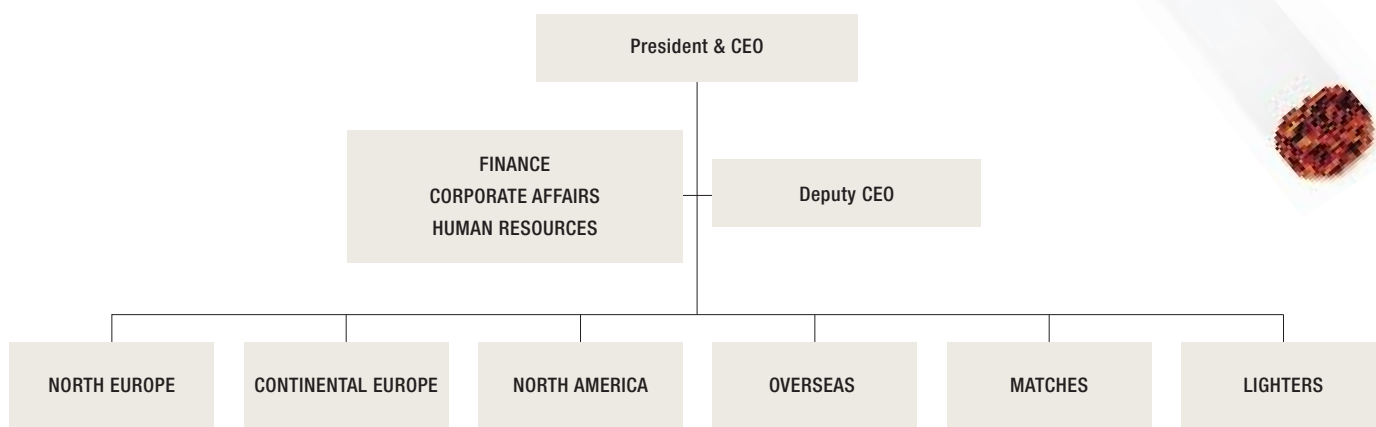 President & CEO
FINANCE
CORPORATE AFFAIRS
HUMAN RESOURCES
Deputy CEO
NORTH EUROPE
CONTINENTAL EUROPE
NORTH AMERICA
OVERSEAS
MATCHES
LIGHTERS